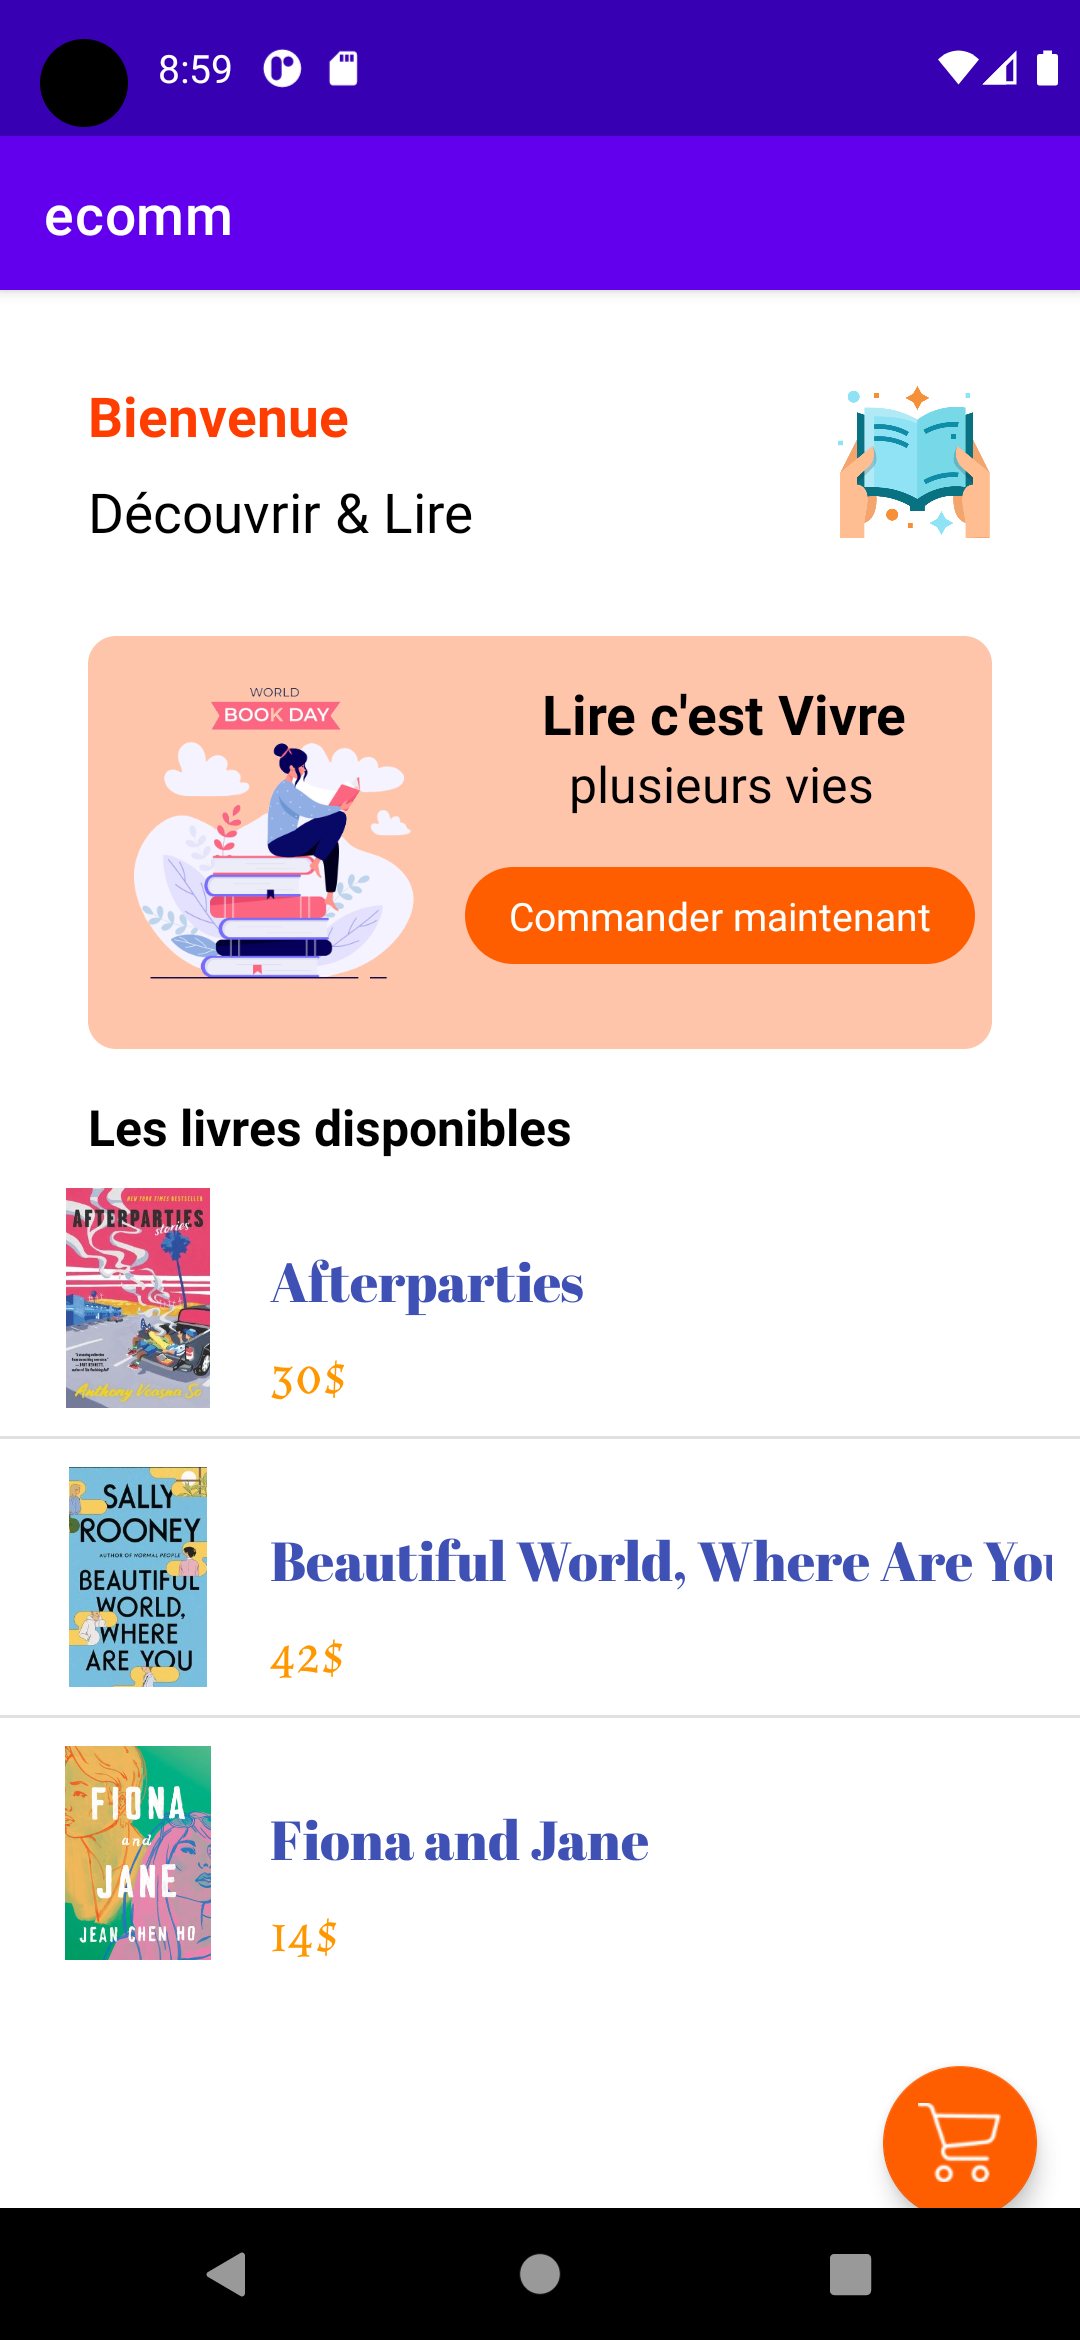 8:59
ecomm
Bienvenue
Découvrir & Lire
WORLD
BOOK DAY
Lire c'est Vivre
plusieurs vies
Commander maintenant
Les livres disponibles
NEW YORK TIMES BESTSELLER
AFTERPARTIES
stories
Anthony Veasna So
Afterparties
30$
SALLY
ROONEY
AUTHOR OF NORMAL PEOPLE
BEAUTIFUL
WORLD,
WHERE
ARE YOU
Beautiful World, Where Are You
42$
FIONA
and
JANE
JEAN CHEN HO
Fiona and Jane
14$